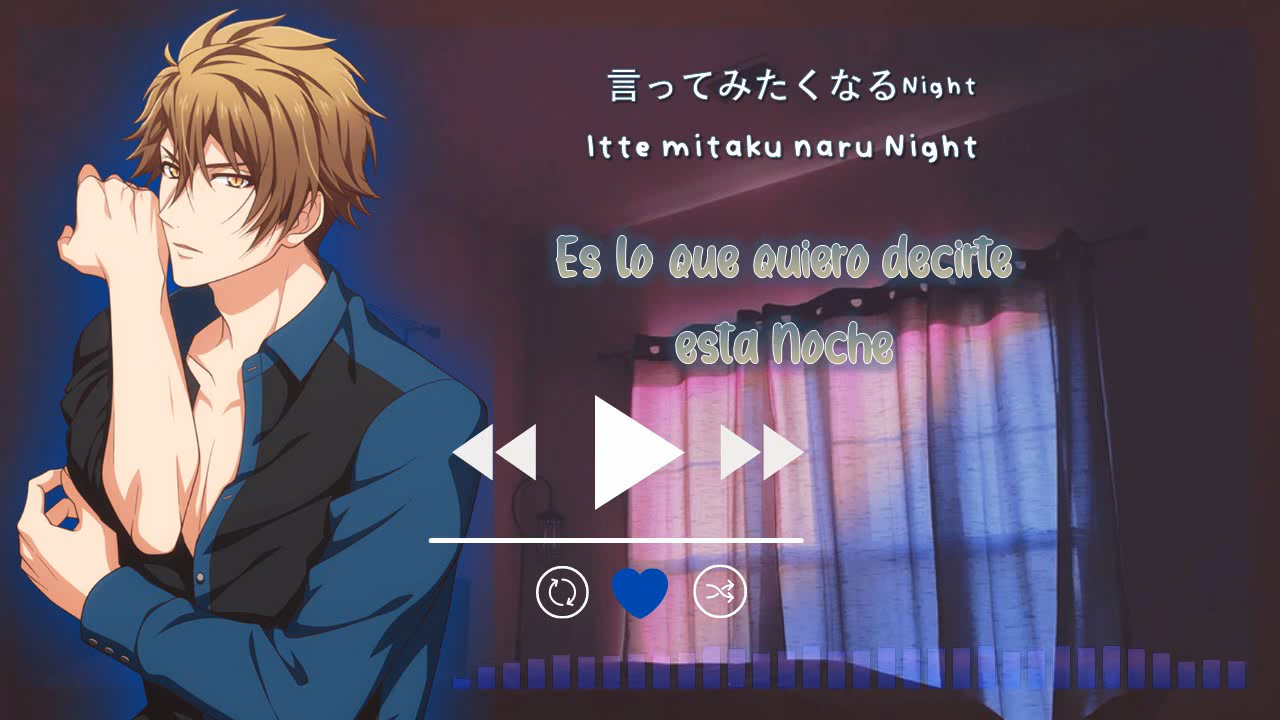 言ってみたくなるNight
Itte mitaku naru Night
Es lo que quiero decirte
esta Noche